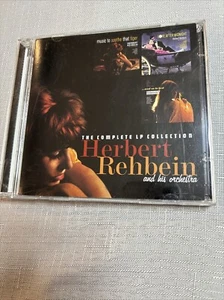 music to soothe that tiger
THE COMPLETE LP COLLECTION
Herbert
Rehbein
and his orchestra